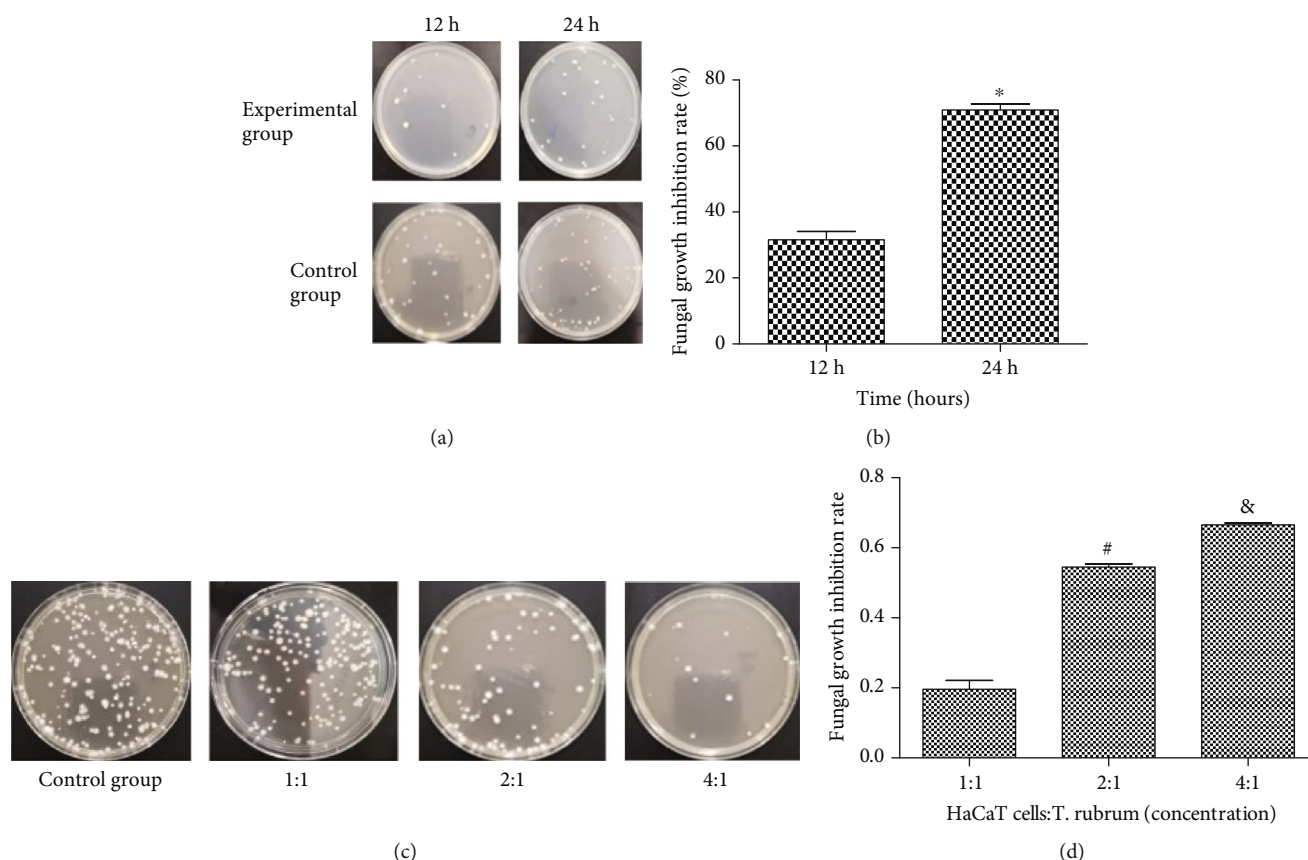 12 h
24 h
Experimental
group
Control
group
(a)
Fungal growth inhibition rate (%)
80
60
40
20
0
*
12 h
24 h
Time (hours)
(b)
Control group
1:1
2:1
4:1
(c)
Fungal growth inhibition rate
0.8
0.6
0.4
0.2
0.0
#
&
1:1
2:1
4:1
HaCaT cells:T. rubrum (concentration)
(d)